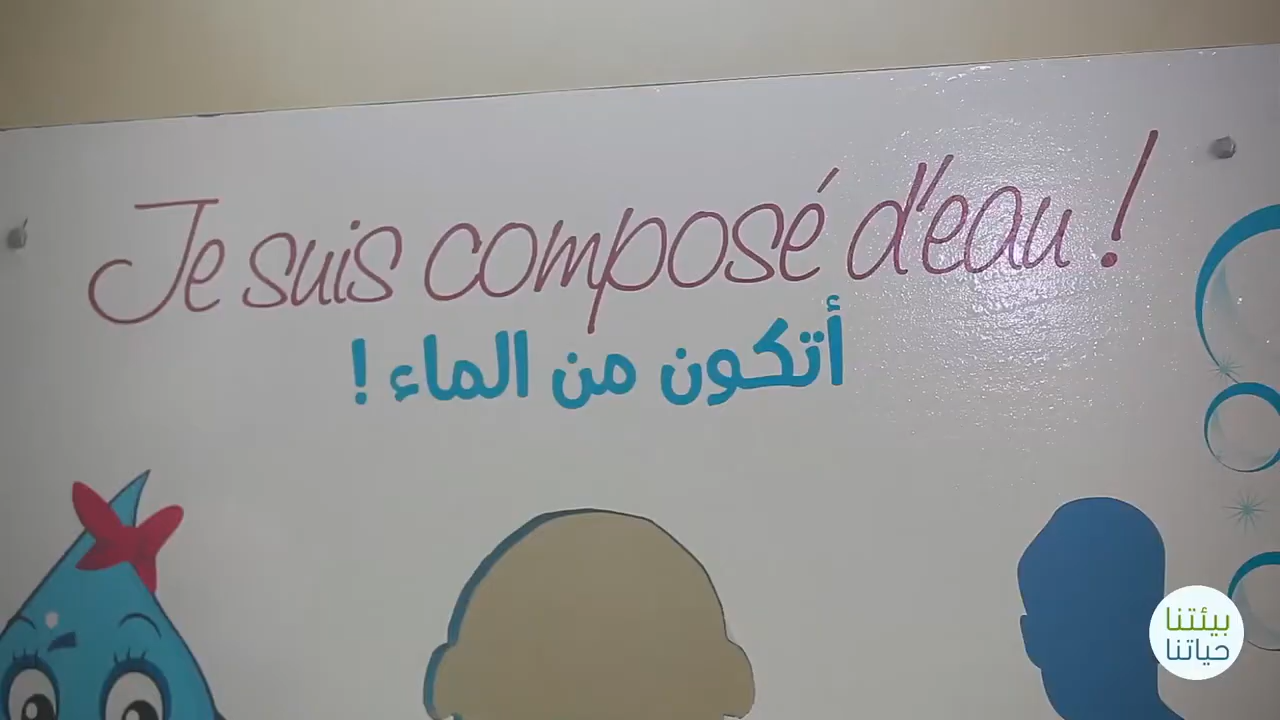 Je suis composé d'eau !
أتكون من الماء !
بيئتنا
حياتنا